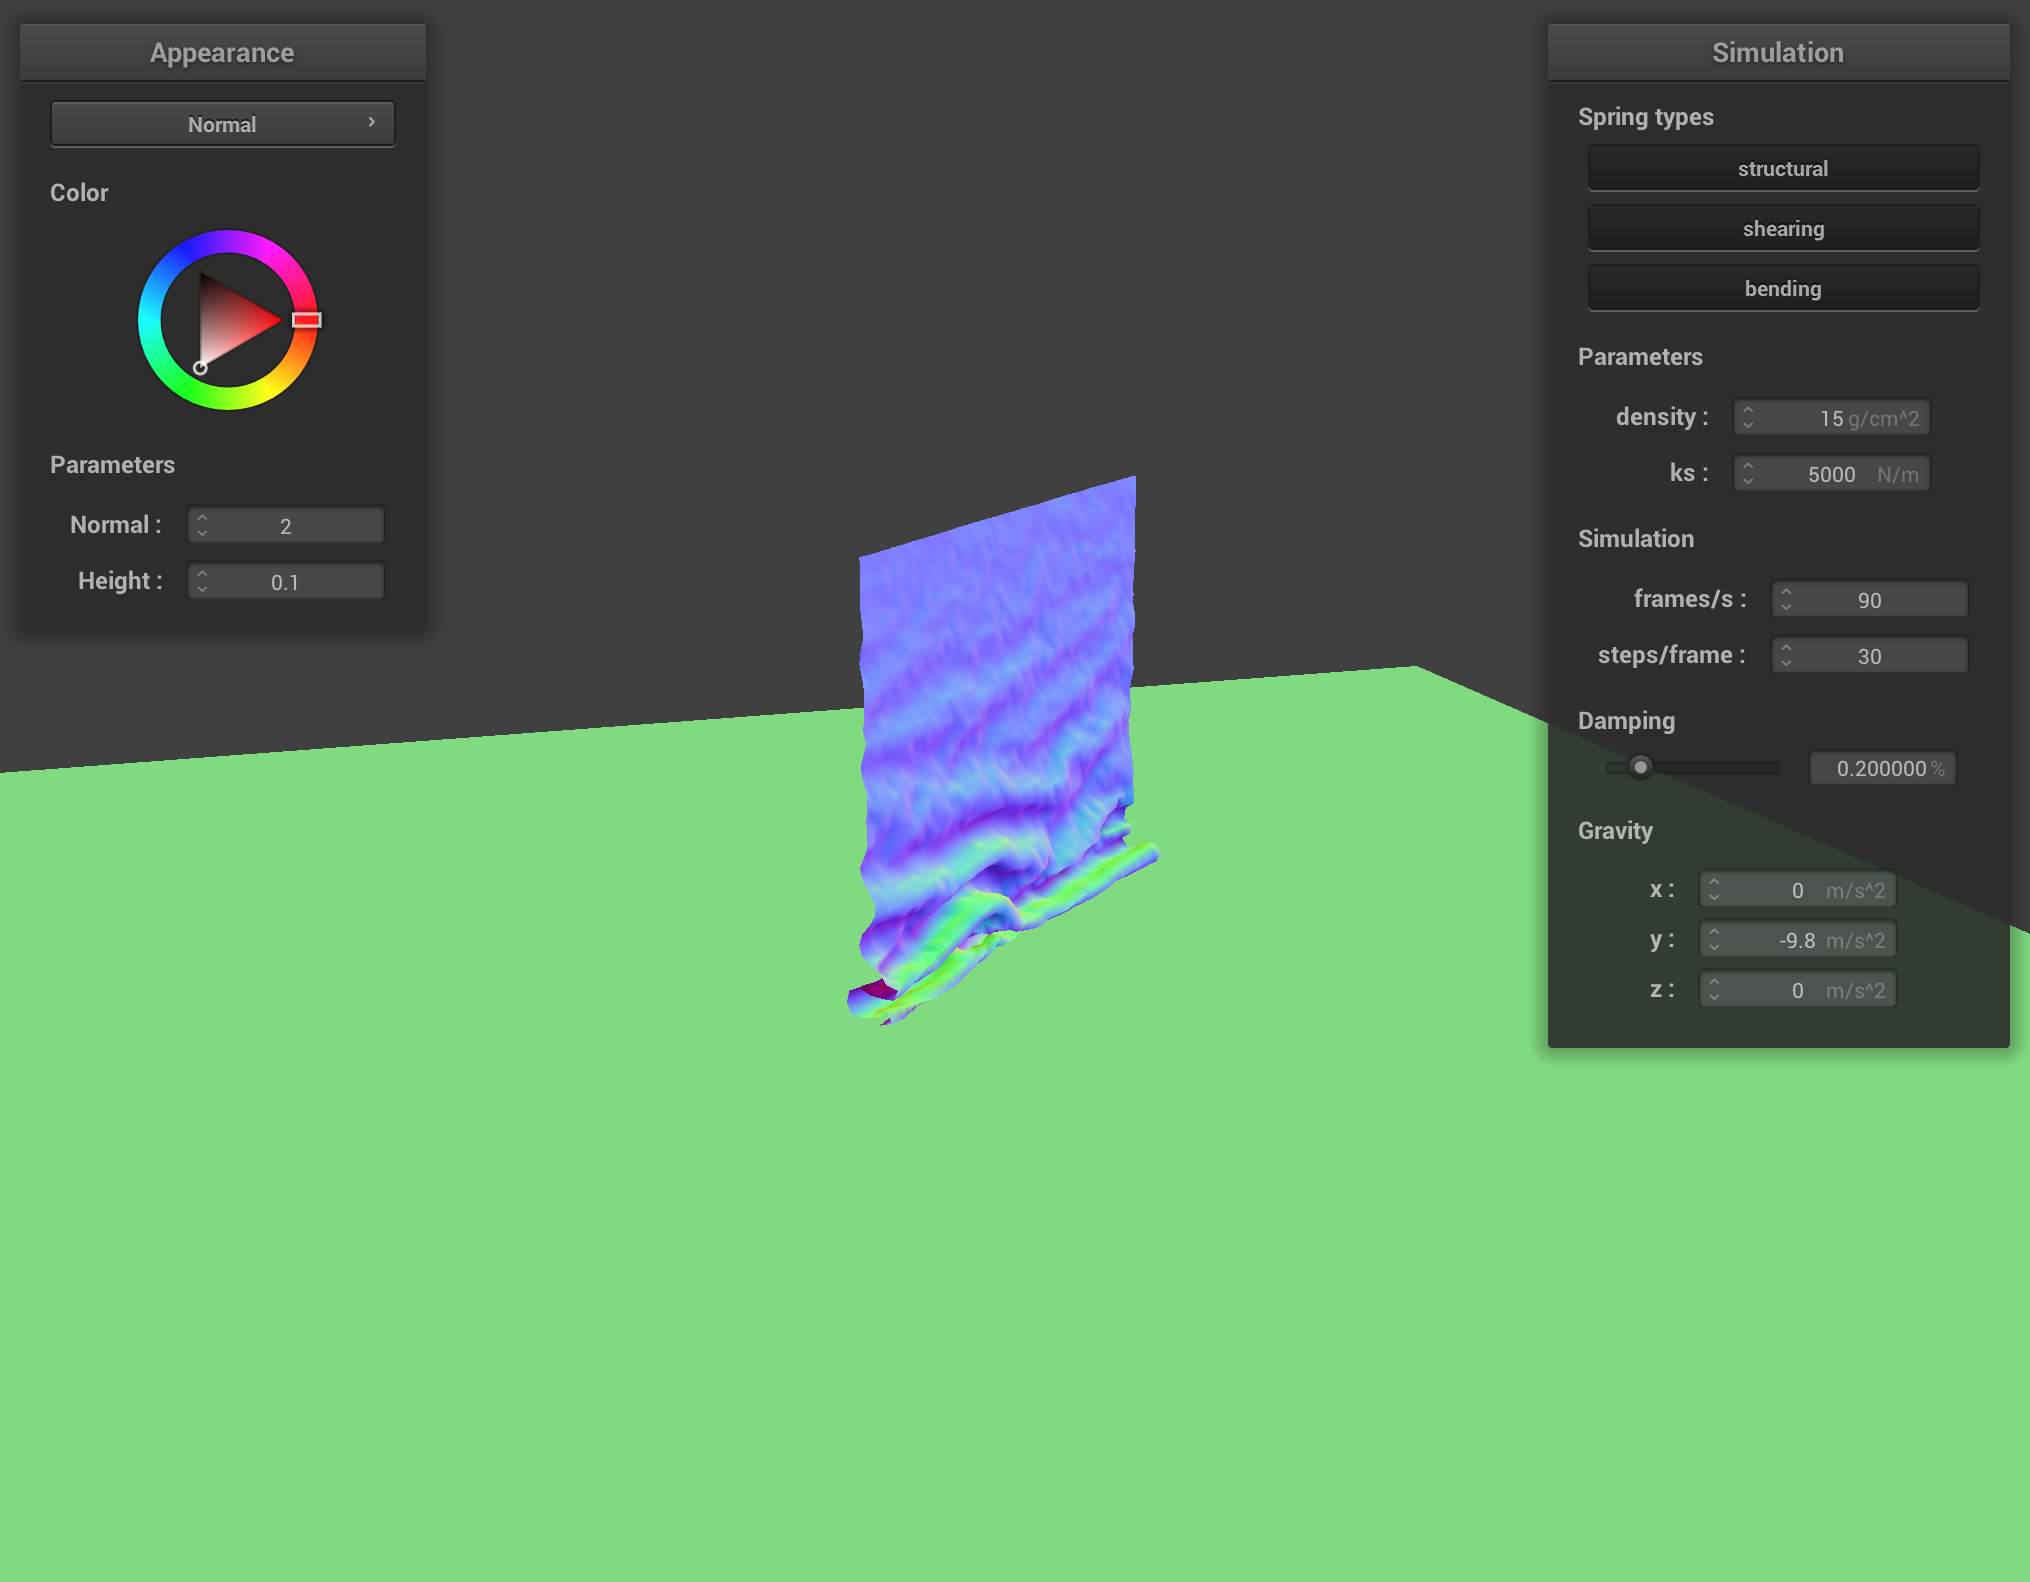 Appearance
Normal
Color
Parameters
Normal : 2
Height : 0.1
Simulation
Spring types
structural
shearing
bending
Parameters
density : 15 g/cm^2
ks : 5000 N/m
Simulation
frames/s : 90
steps/frame : 30
Damping
0.200000 %
Gravity
x : 0 m/s^2
y : -9.8 m/s^2
z : 0 m/s^2